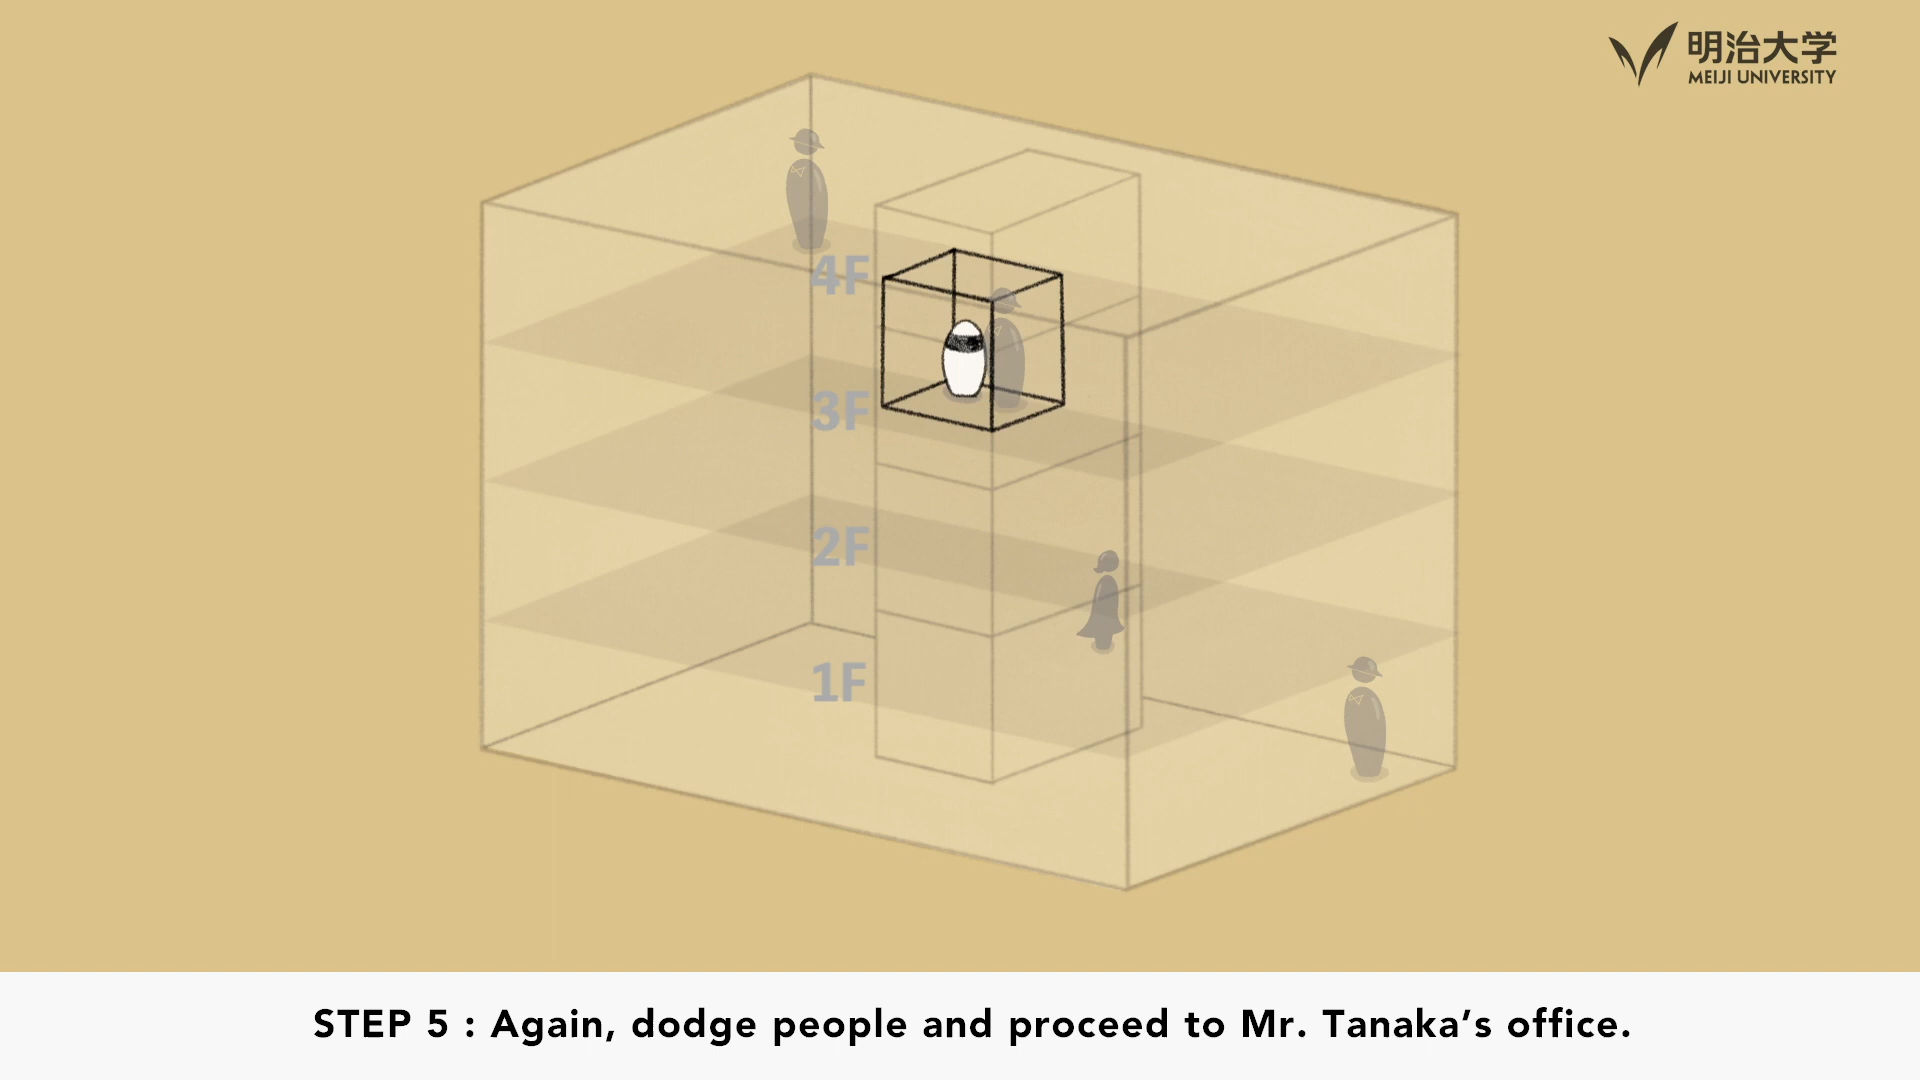 明治大学
MEIJI UNIVERSITY
4F
3F
2F
1F
STEP 5 : Again, dodge people and proceed to Mr. Tanaka’s office.